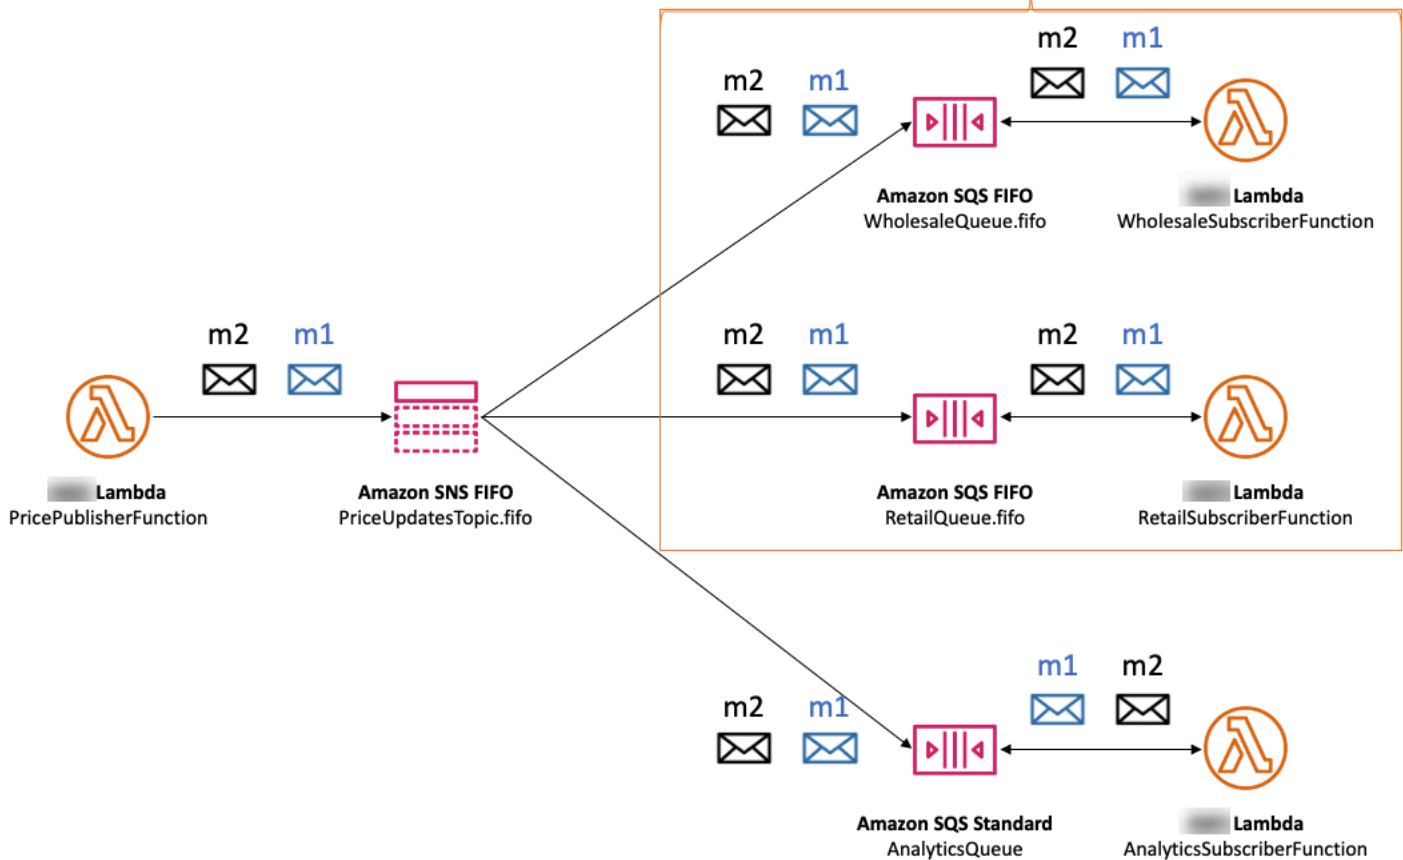 m2 m1
m2 m1
Amazon SQS FIFO
WholesaleQueue.fifo
Lambda
WholesaleSubscriberFunction
m2 m1
m2 m1
m2 m1
Lambda
PricePublisherFunction
Amazon SNS FIFO
PriceUpdatesTopic.fifo
Amazon SQS FIFO
RetailQueue.fifo
Lambda
RetailSubscriberFunction
m1 m2
m2 m1
Amazon SQS Standard
AnalyticsQueue
Lambda
AnalyticsSubscriberFunction